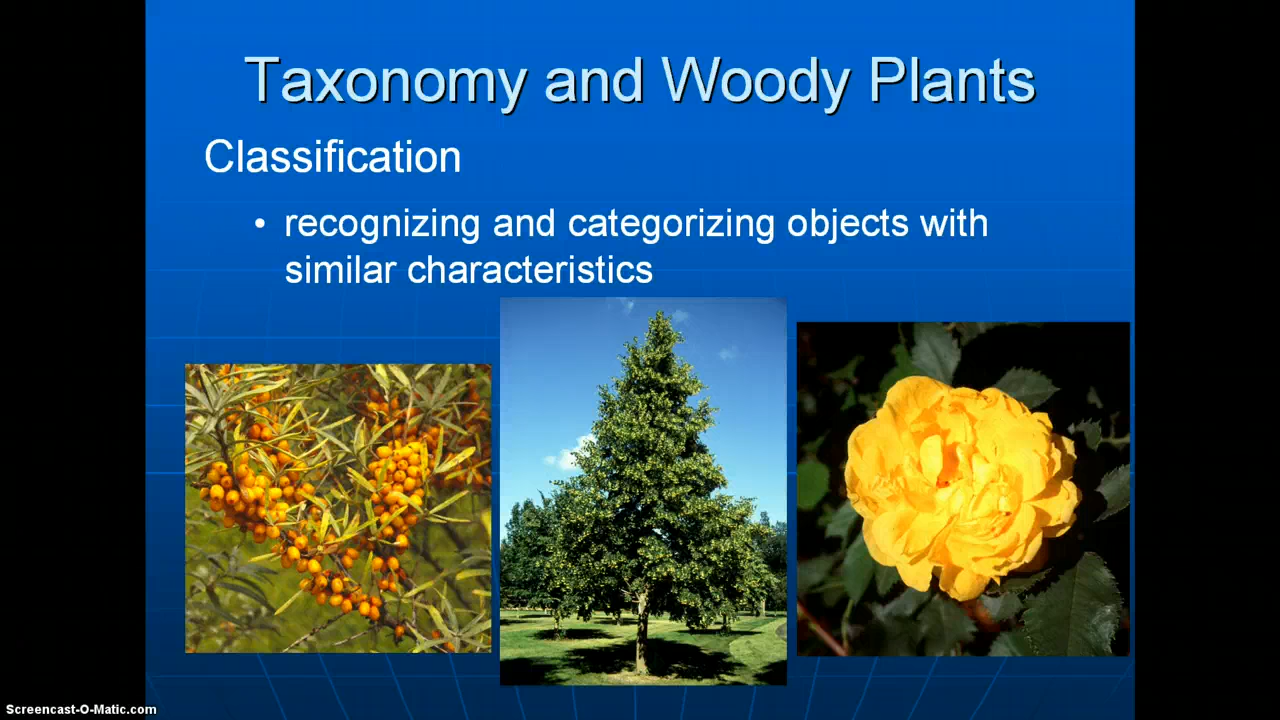 Taxonomy and Woody Plants
Classification
• recognizing and categorizing objects with
similar characteristics
Screencast-O-Matic.com